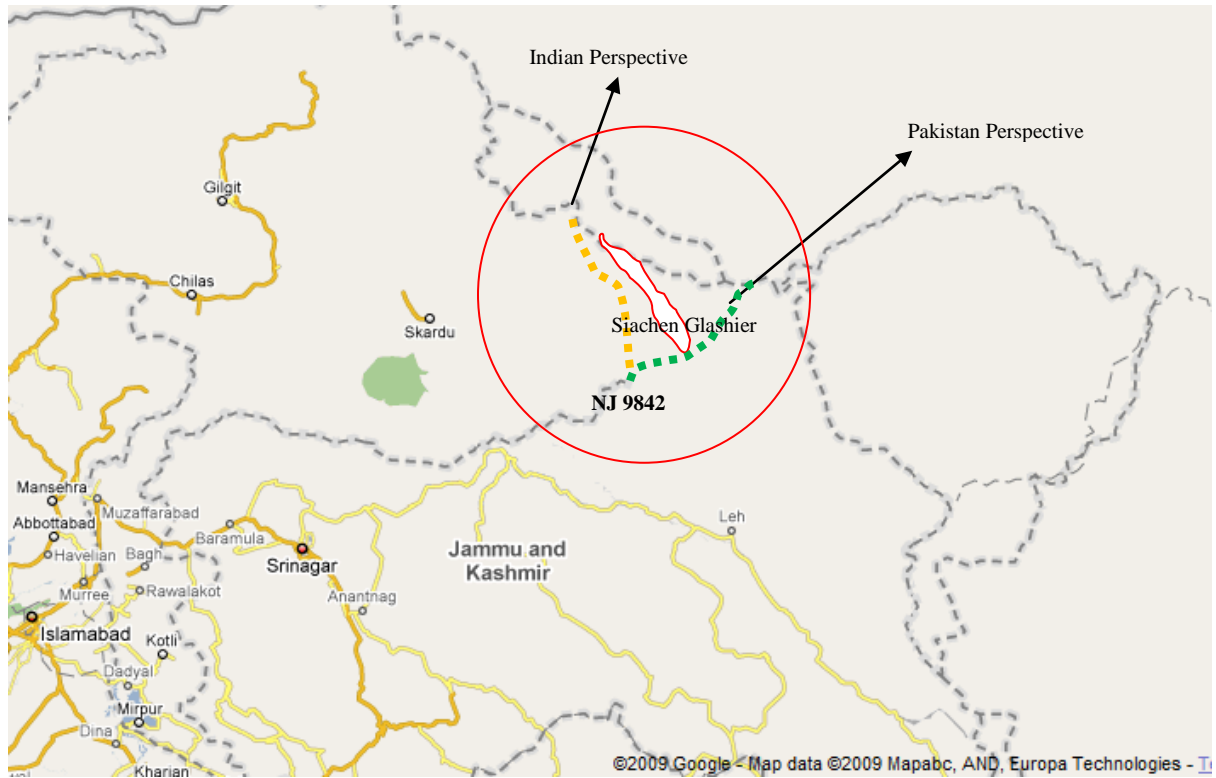 Indian Perspective
Pakistan Perspective
Gilgit
Chilas
Skardu
Siachen Glashier
NJ 9842
Mansehra
Muzaffarabad
Abbottabad
Baramula
Leh
Havelian
Bagh
Srinagar
Jammu and
Kashmir
Murree
Rawalakot
Anantnag
Islamabad
Kotli
Dadyal
Mirpur
Dina
Kharian
©2009 Google - Map data ©2009 Mapabc, AND, Europa Technologies -